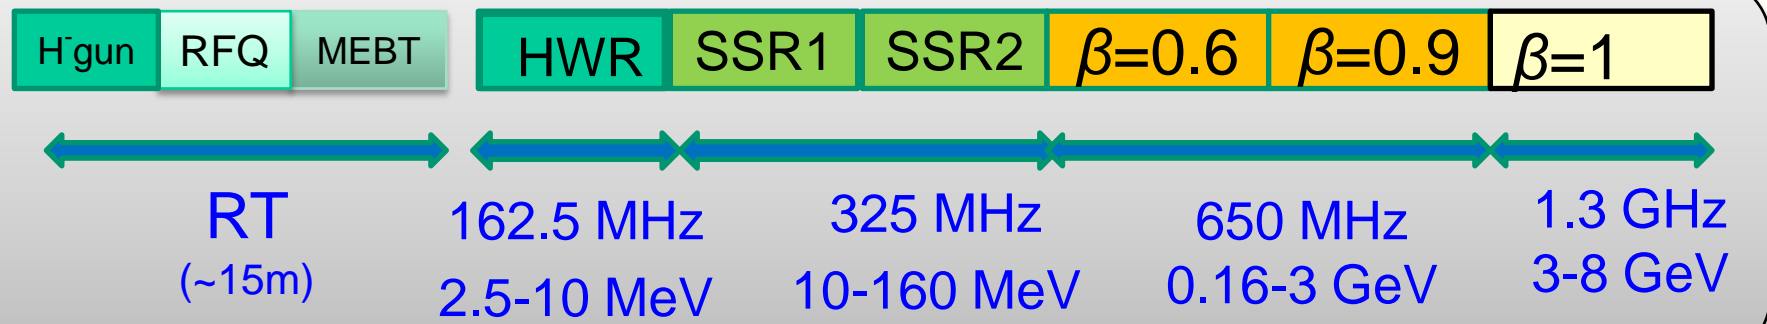 H⁻gun RFQ MEBT HWR SSR1 SSR2 β=0.6 β=0.9 β=1
RT 162.5 MHz 325 MHz 650 MHz 1.3 GHz
(~15m) 2.5-10 MeV 10-160 MeV 0.16-3 GeV 3-8 GeV